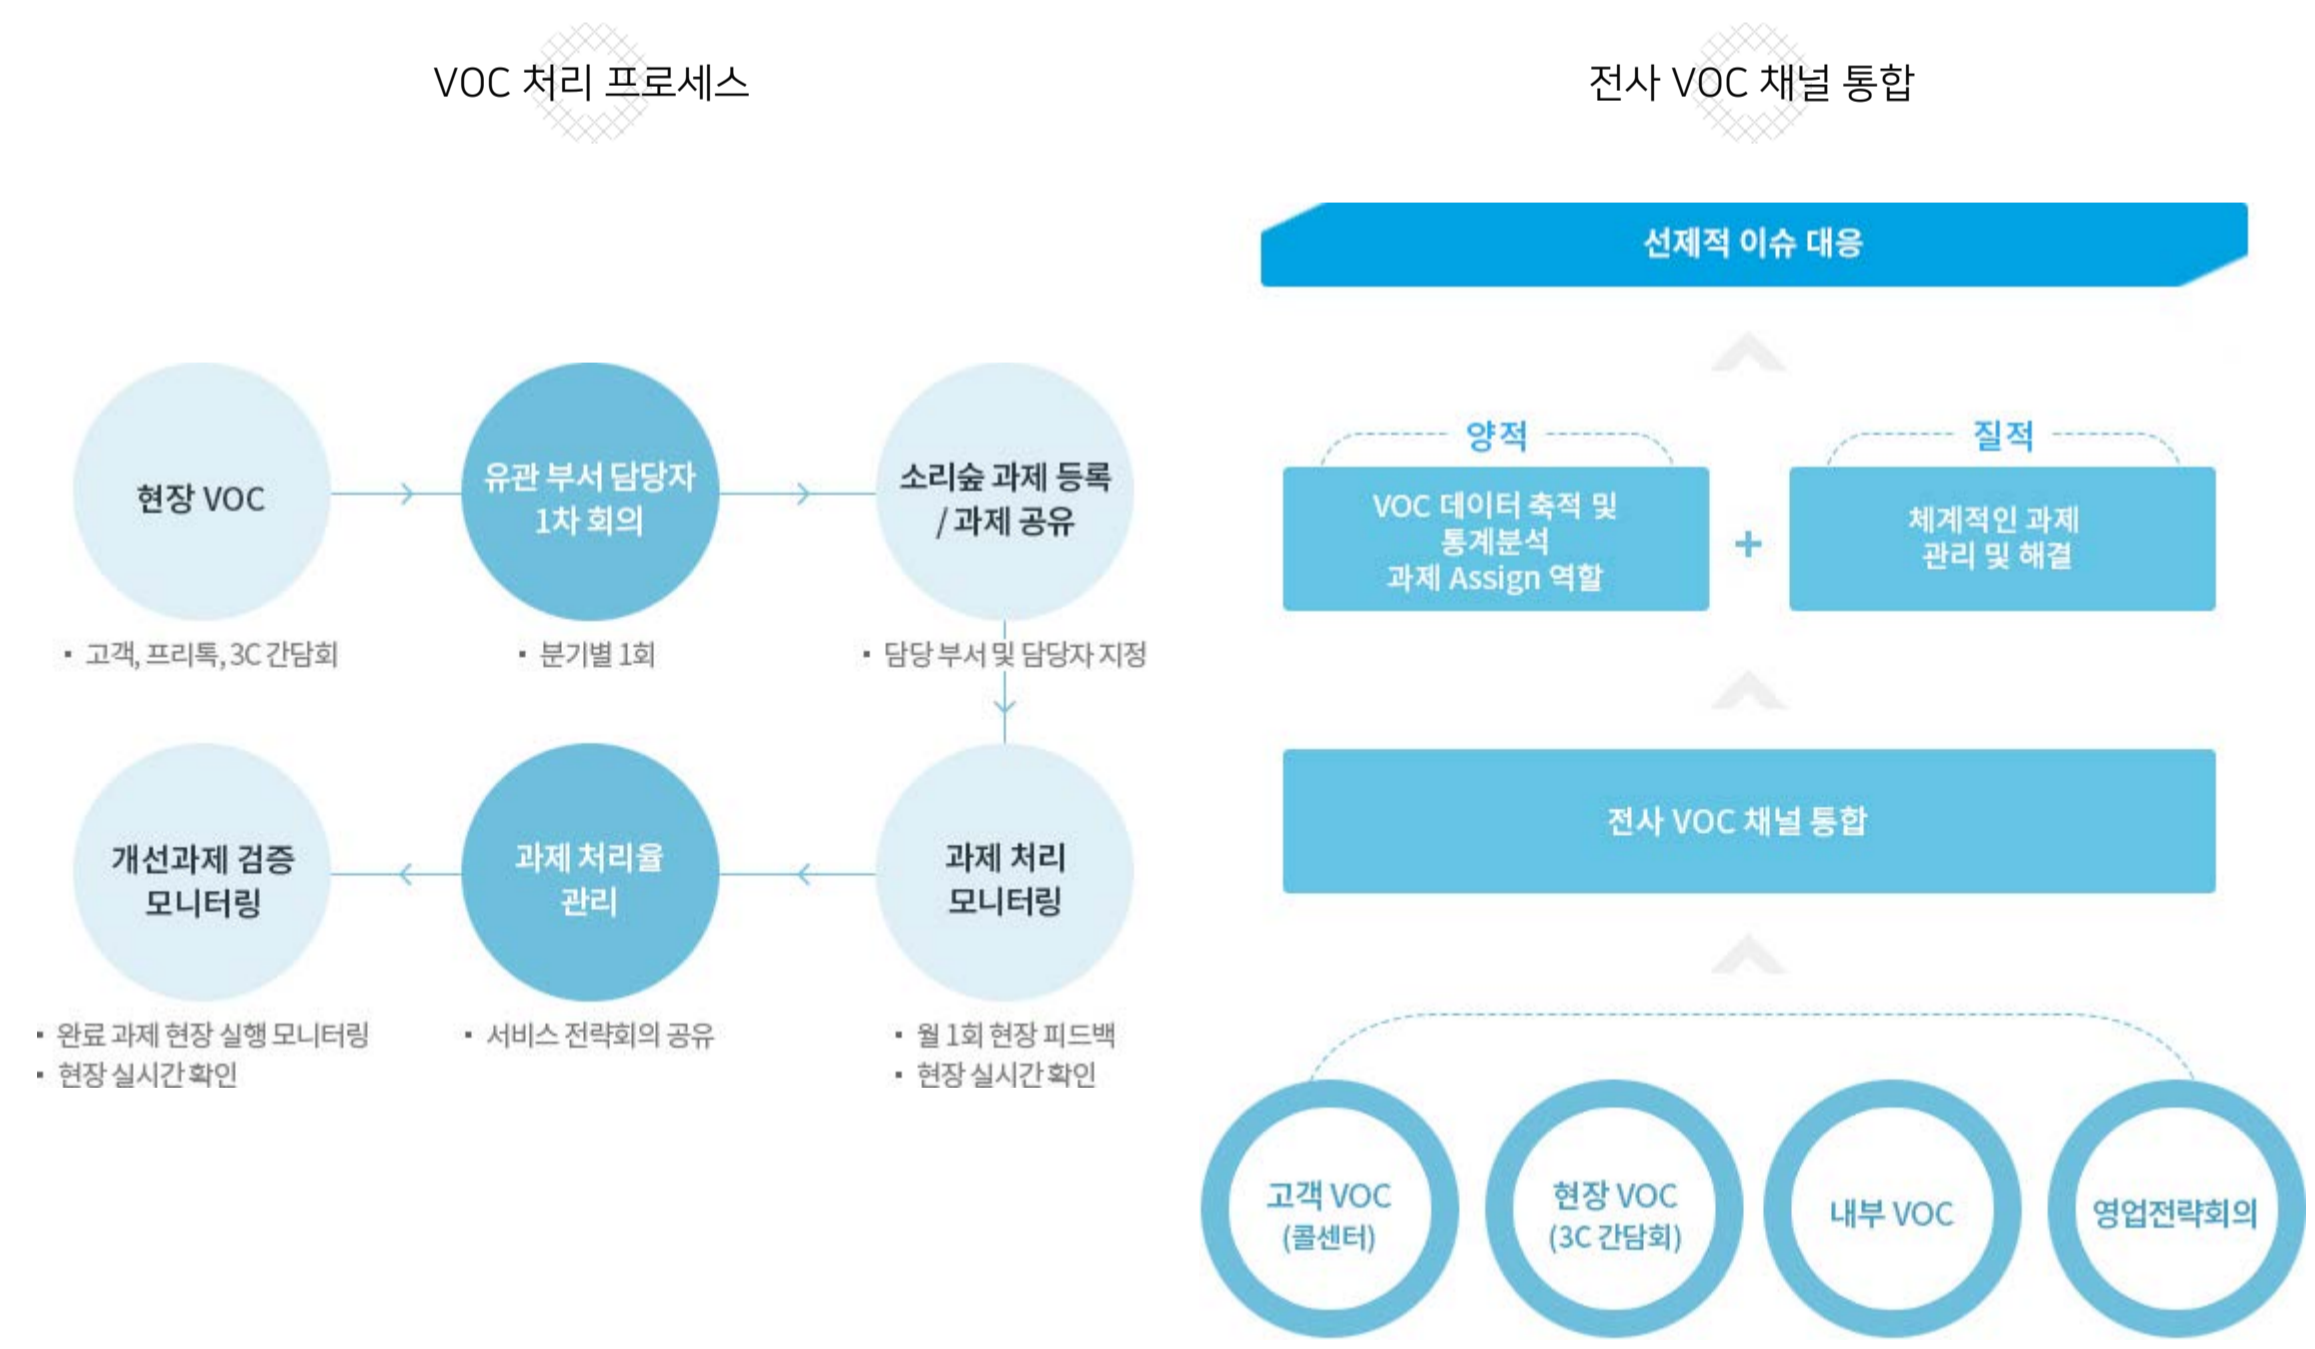 VOC 처리 프로세스
현장 VOC
▪ 고객, 프리톡, 3C 간담회
유관 부서 담당자
1차 회의
▪ 분기별 1회
소리숲 과제 등록
/ 과제 공유
▪ 담당 부서 및 담당자 지정
과제 처리
모니터링
▪ 월 1회 현장 피드백
▪ 현장 실시간 확인
과제 처리율
관리
▪ 서비스 전략회의 공유
개선과제 검증
모니터링
▪ 완료 과제 현장 실행 모니터링
▪ 현장 실시간 확인
전사 VOC 채널 통합
선제적 이슈 대응
양적
VOC 데이터 축적 및
통계분석
과제 Assign 역할
+
질적
체계적인 과제
관리 및 해결
전사 VOC 채널 통합
고객 VOC
(콜센터)
현장 VOC
(3C 간담회)
내부 VOC
영업전략회의